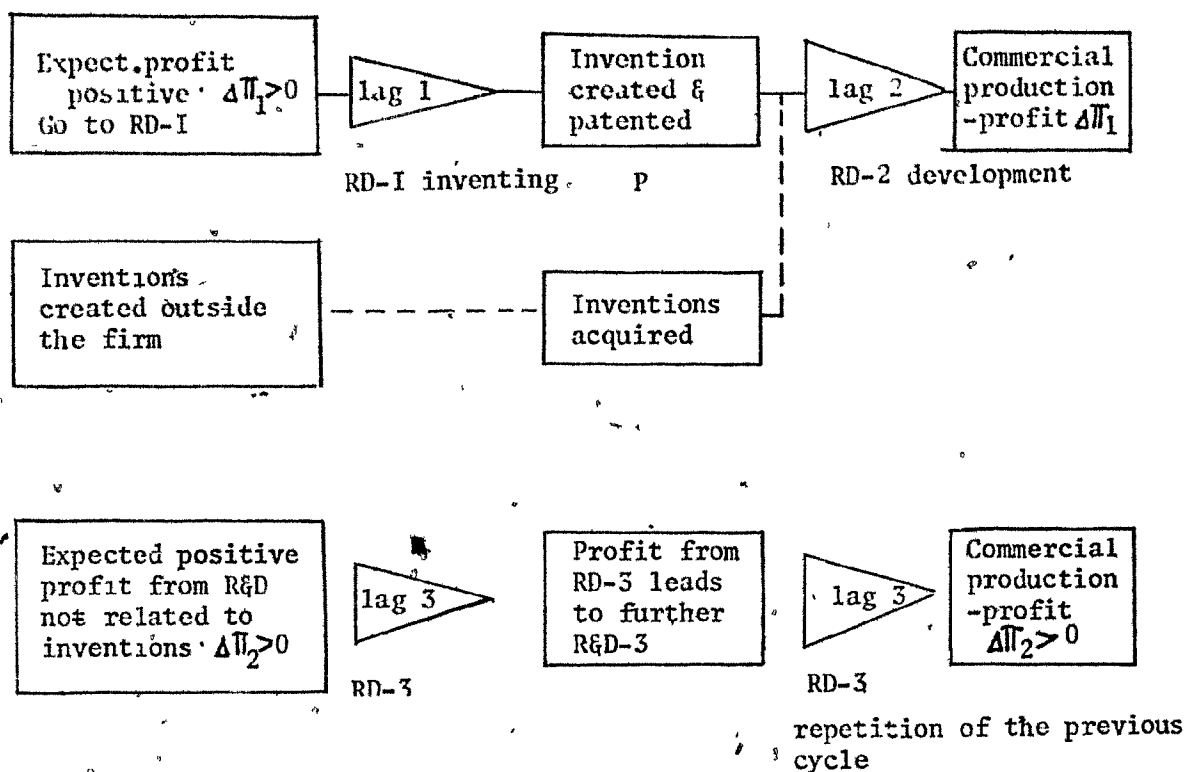 Expect.profit
positive· ΔΠ1>0
Go to RD-I
lag 1
Invention
created &
patented
lag 2
Commercial
production
-profit ΔΠ1
RD-I inventing.
P
RD-2 development
Inventions
created outside
the firm
Inventions
acquired
Expected positive
profit from R&D
not related to
inventions· ΔΠ2>0
lag 3
Profit from
RD-3 leads
to further
R&D-3
lag 3
Commercial
production
-profit
ΔΠ2>0
RD-3
RD-3
repetition of the previous
cycle